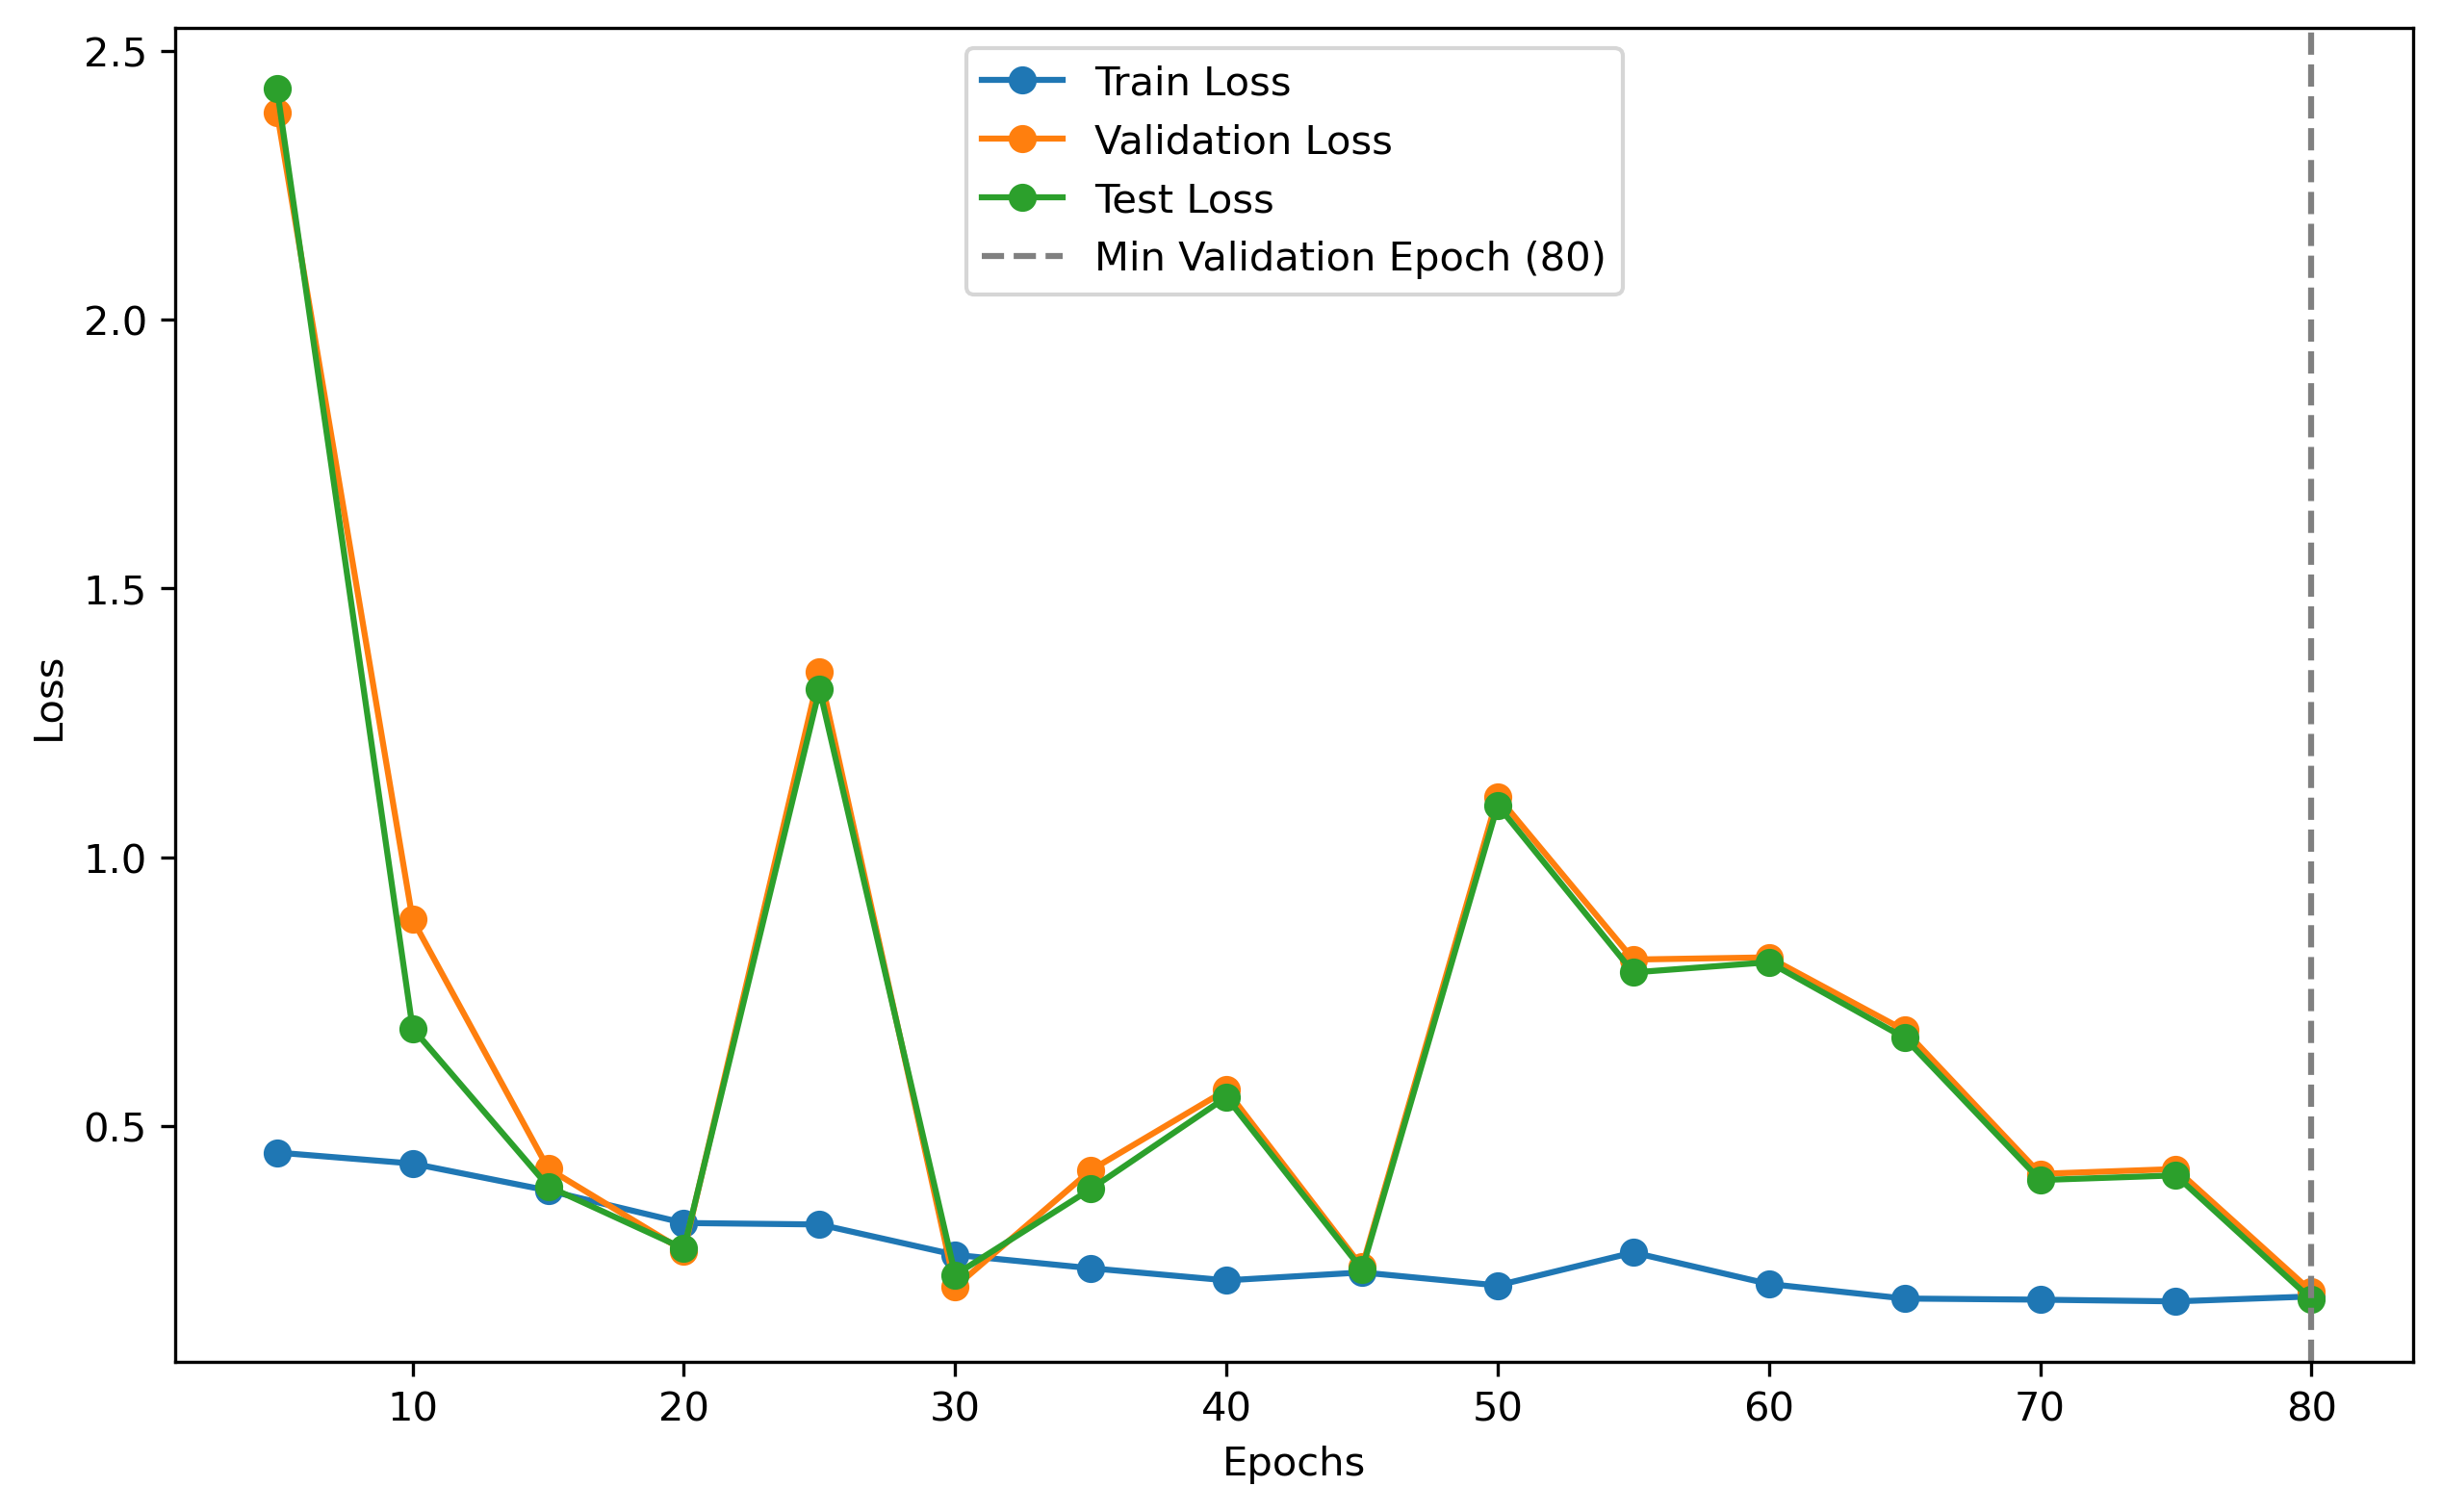 2.5
2.0
1.5
1.0
0.5
Loss
Train Loss
Validation Loss
Test Loss
Min Validation Epoch (80)
10 20 30 40 50 60 70 80
Epochs